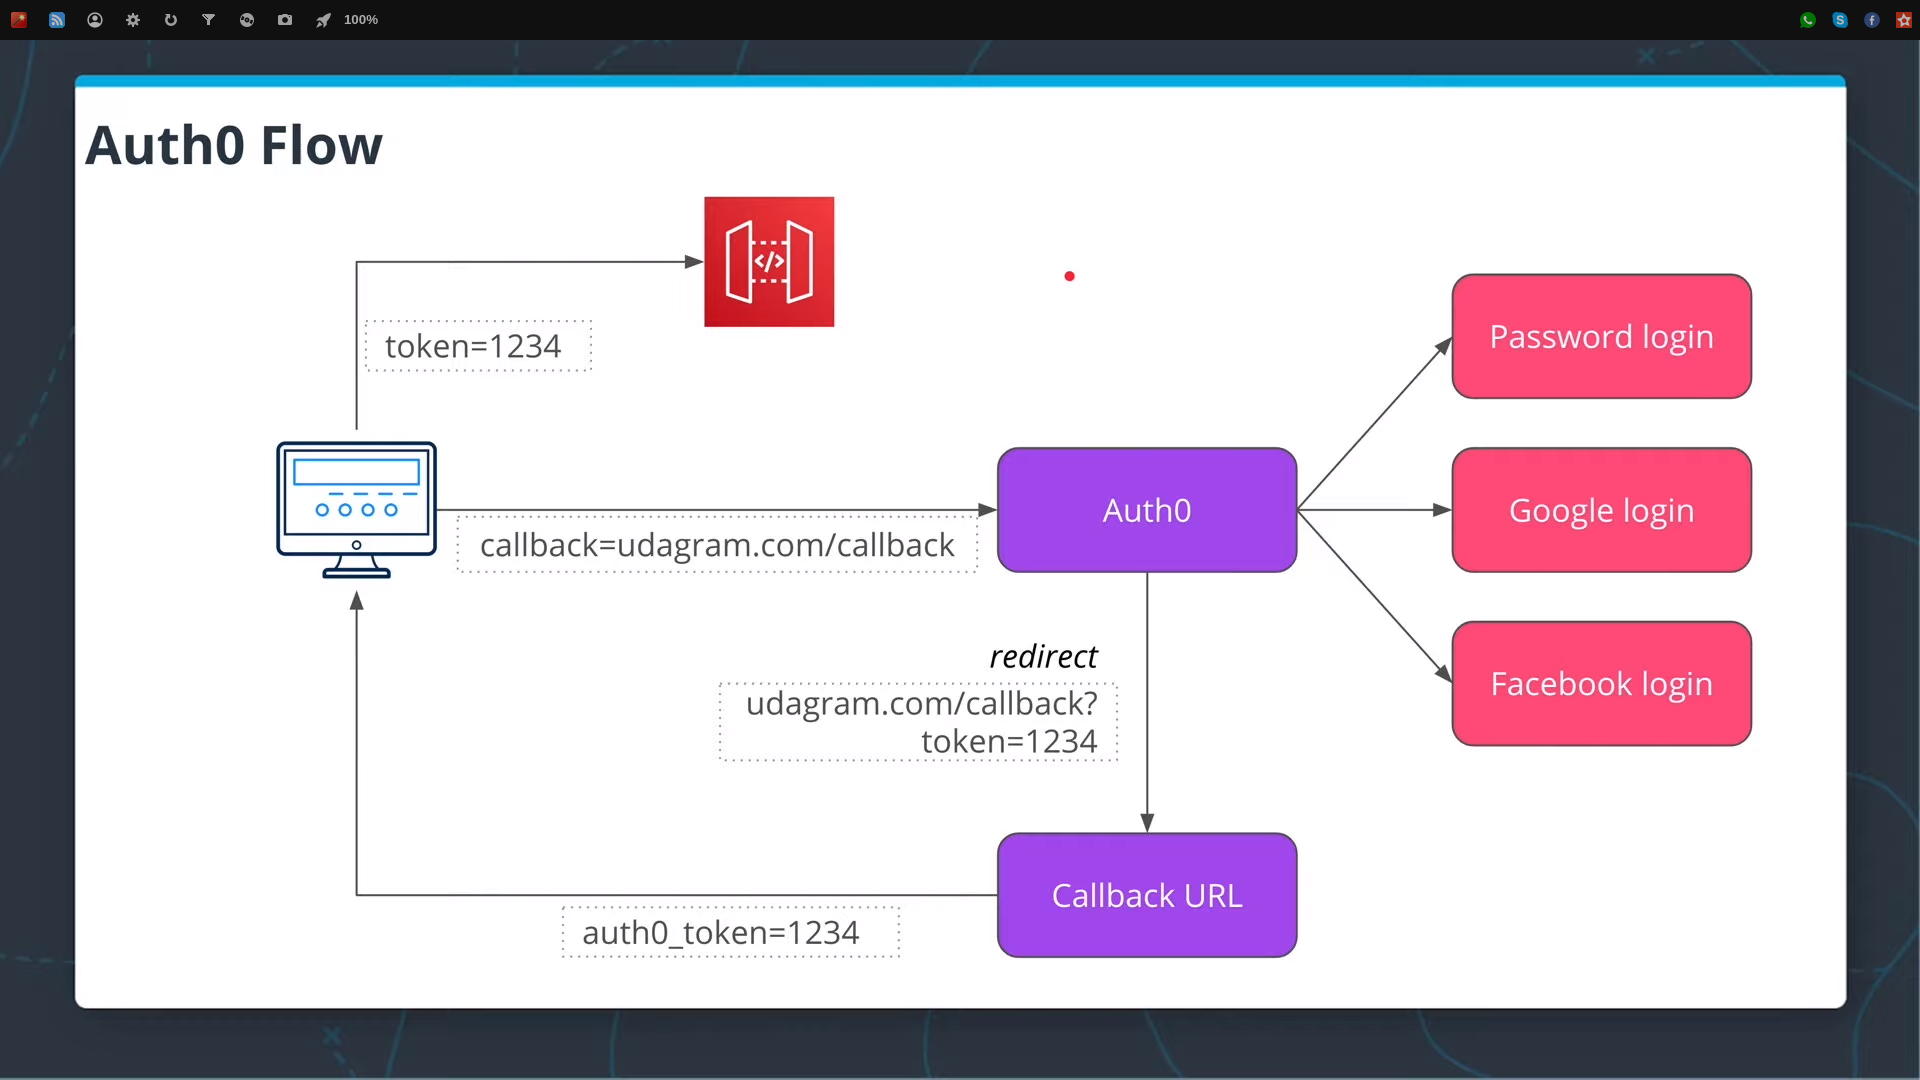 100%
Auth0 Flow
</>
token=1234
Password login
Auth0
Google login
callback=udagram.com/callback
redirect
udagram.com/callback?
token=1234
Facebook login
Callback URL
auth0_token=1234